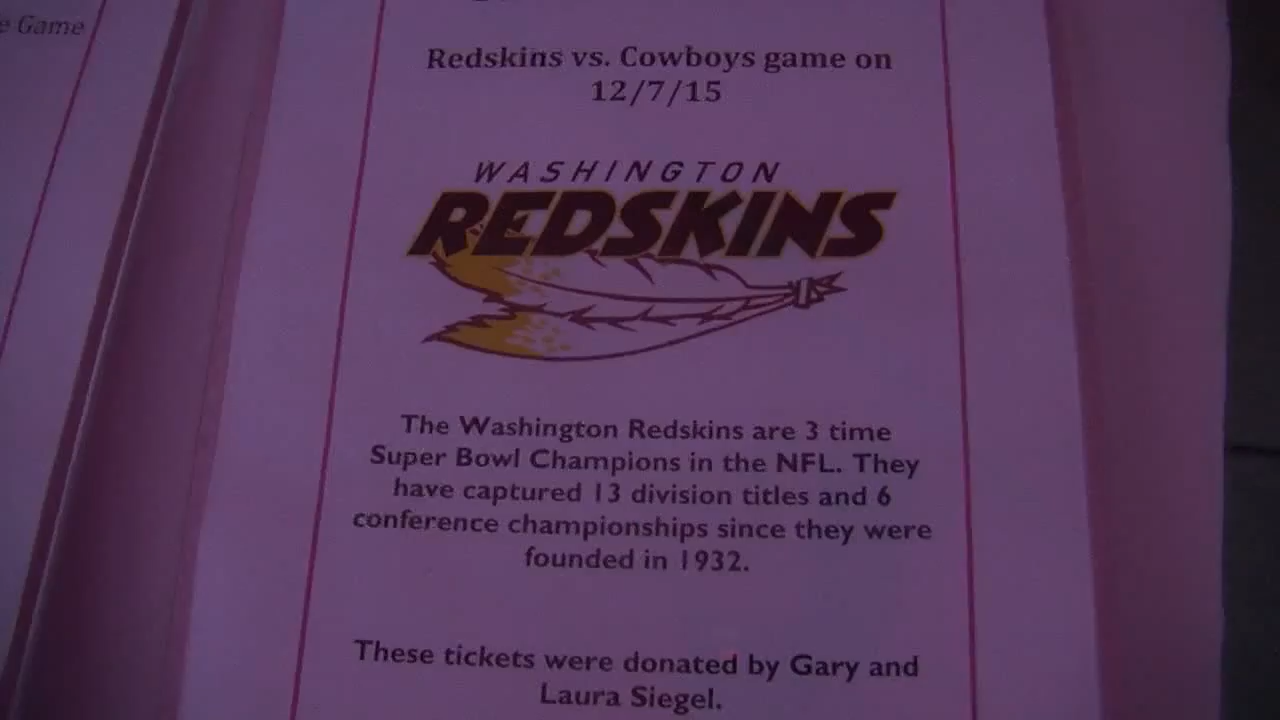 e Game
Redskins vs. Cowboys game on
12/7/15
WASHINGTON
REDSKINS
The Washington Redskins are 3 time
Super Bowl Champions in the NFL. They
have captured 13 division titles and 6
conference championships since they were
founded in 1932.
These tickets were donated by Gary and
Laura Siegel.